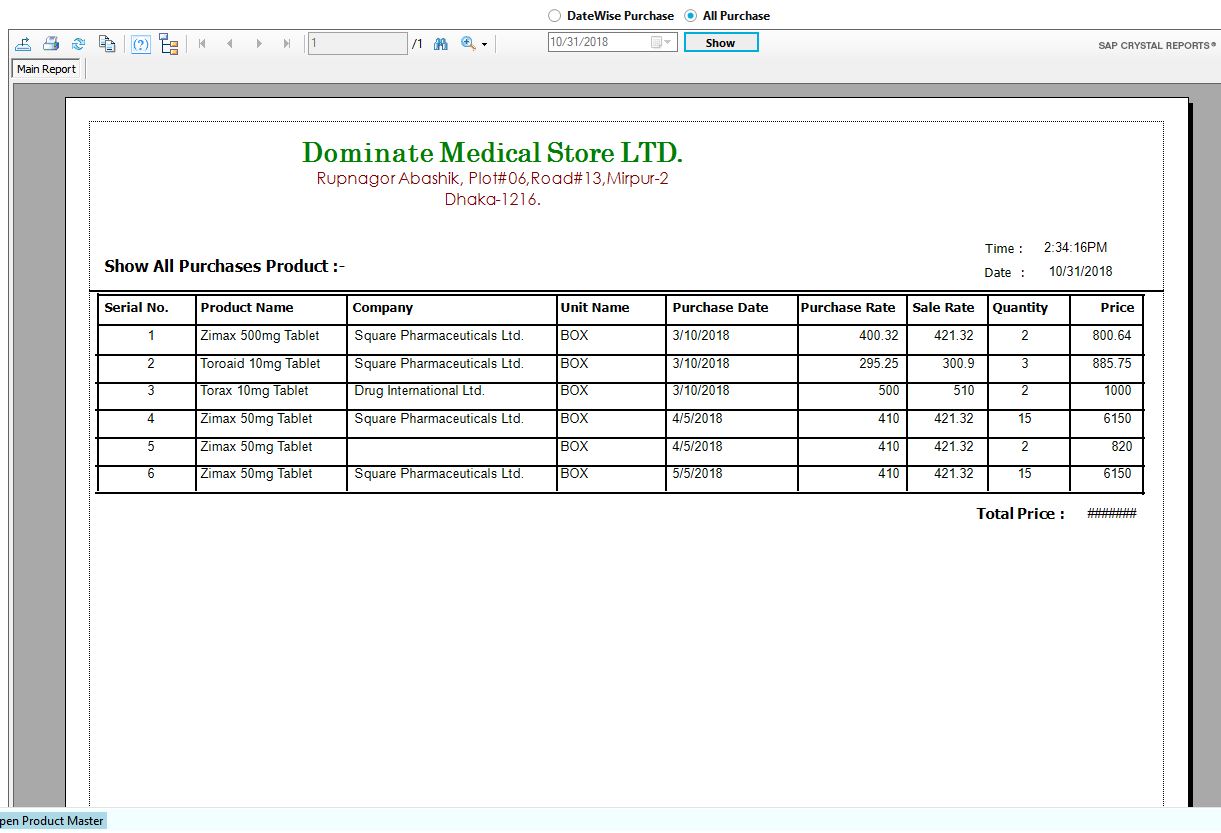 DateWise Purchase All Purchase
1 /1 10/31/2018 Show SAP CRYSTAL REPORTS®
Main Report
Dominate Medical Store LTD.
Rupnagor Abashik, Plot#06,Road#13,Mirpur-2
Dhaka-1216.
Time : 2:34:16PM
Show All Purchases Product :-
Date : 10/31/2018
Serial No. Product Name Company Unit Name Purchase Date Purchase Rate Sale Rate Quantity Price
1 Zimax 500mg Tablet Square Pharmaceuticals Ltd. BOX 3/10/2018 400.32 421.32 2 800.64
2 Toroaid 10mg Tablet Square Pharmaceuticals Ltd. BOX 3/10/2018 295.25 300.9 3 885.75
3 Torax 10mg Tablet Drug International Ltd. BOX 3/10/2018 500 510 2 1000
4 Zimax 50mg Tablet Square Pharmaceuticals Ltd. BOX 4/5/2018 410 421.32 15 6150
5 Zimax 50mg Tablet BOX 4/5/2018 410 421.32 2 820
6 Zimax 50mg Tablet Square Pharmaceuticals Ltd. BOX 5/5/2018 410 421.32 15 6150
Total Price : #######
pen Product Master